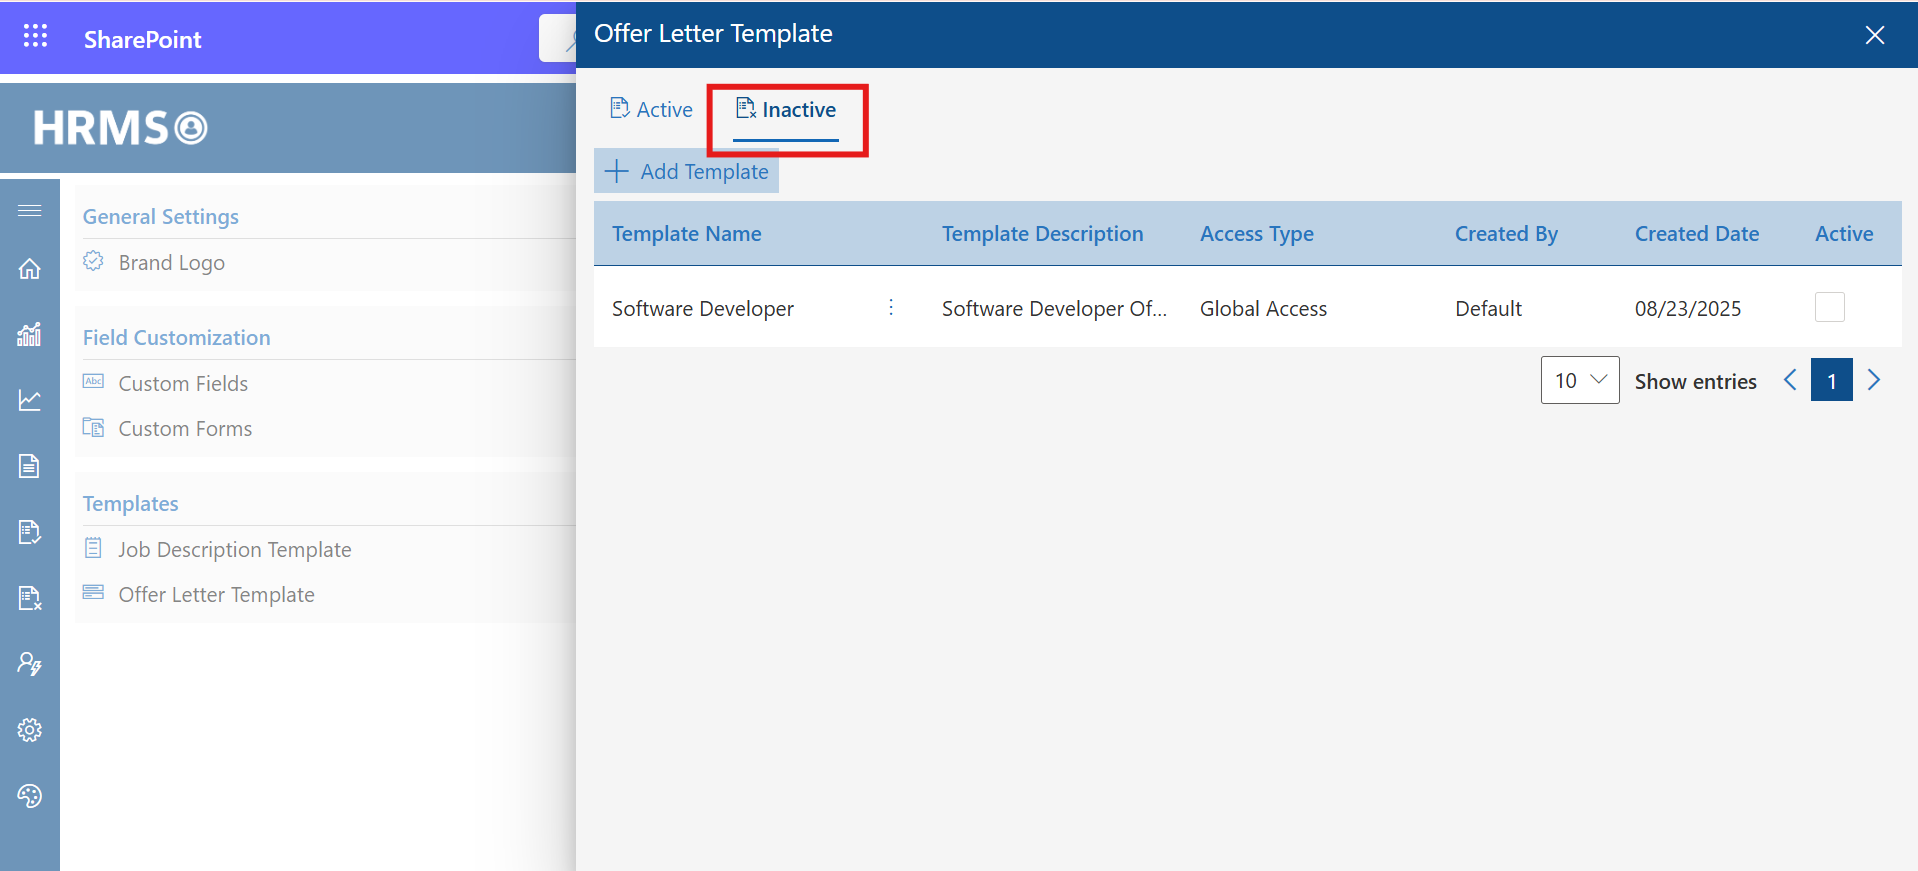 SharePoint
Offer Letter Template
HRMS
Active
Inactive
Add Template
General Settings
Brand Logo
Field Customization
Abc
Custom Fields
Custom Forms
Templates
Job Description Template
Offer Letter Template
Template Name Template Description Access Type Created By Created Date Active
Software Developer Software Developer Of... Global Access Default 08/23/2025
10 Show entries 1